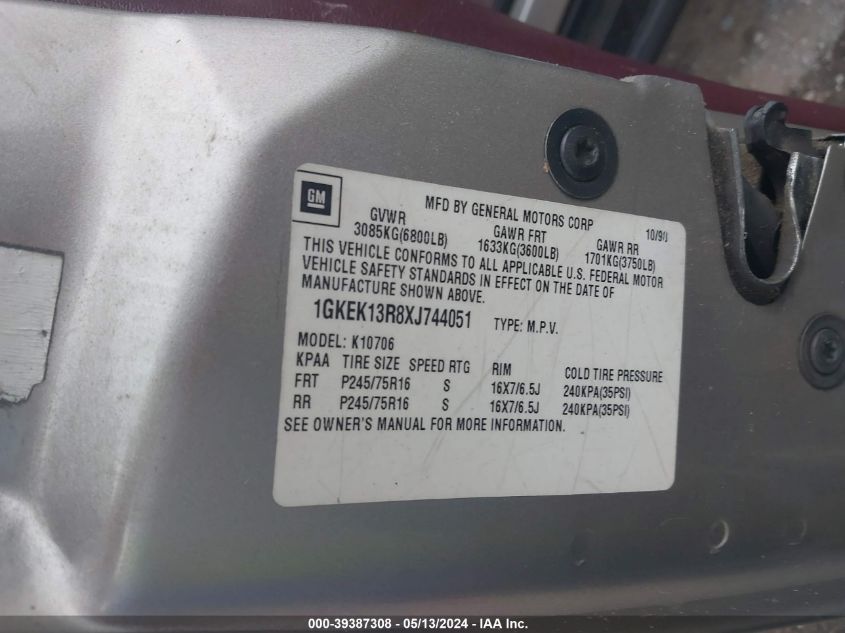 GM
MFD BY GENERAL MOTORS CORP
GVWR GAWR FRT GAWR RR
3085KG(6800LB) 1633KG(3600LB) 1701KG(3750LB)
THIS VEHICLE CONFORMS TO ALL APPLICABLE U.S. FEDERAL MOTOR
VEHICLE SAFETY STANDARDS IN EFFECT ON THE DATE OF
MANUFACTURE SHOWN ABOVE.
1GKEK13R8XJ744051 TYPE: M.P.V.
MODEL: K10706
KPAA TIRE SIZE SPEED RTG RIM COLD TIRE PRESSURE
FRT P245/75R16 S 16X7/6.5J 240KPA(35PSI)
RR P245/75R16 S 16X7/6.5J 240KPA(35PSI)
SEE OWNER'S MANUAL FOR MORE INFORMATION.
000-39387308 - 05/13/2024 - IAA Inc.